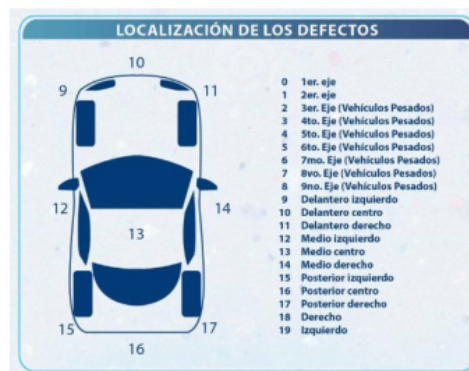 LOCALIZACIÓN DE LOS DEFECTOS
10
9
11
12
14
13
15
17
16
0 1er. eje
1 2er. eje
2 3er. Eje (Vehículos Pesados)
3 4to. Eje (Vehículos Pesados)
4 5to. Eje (Vehículos Pesados)
5 6to. Eje (Vehículos Pesados)
6 7mo. Eje (Vehículos Pesados)
7 8vo. Eje (Vehículos Pesados)
8 9no. Eje (Vehículos Pesados)
9 Delantero izquierdo
10 Delantero centro
11 Delantero derecho
12 Medio izquierdo
13 Medio centro
14 Medio derecho
15 Posterior izquierdo
16 Posterior centro
17 Posterior derecho
18 Derecho
19 Izquierdo